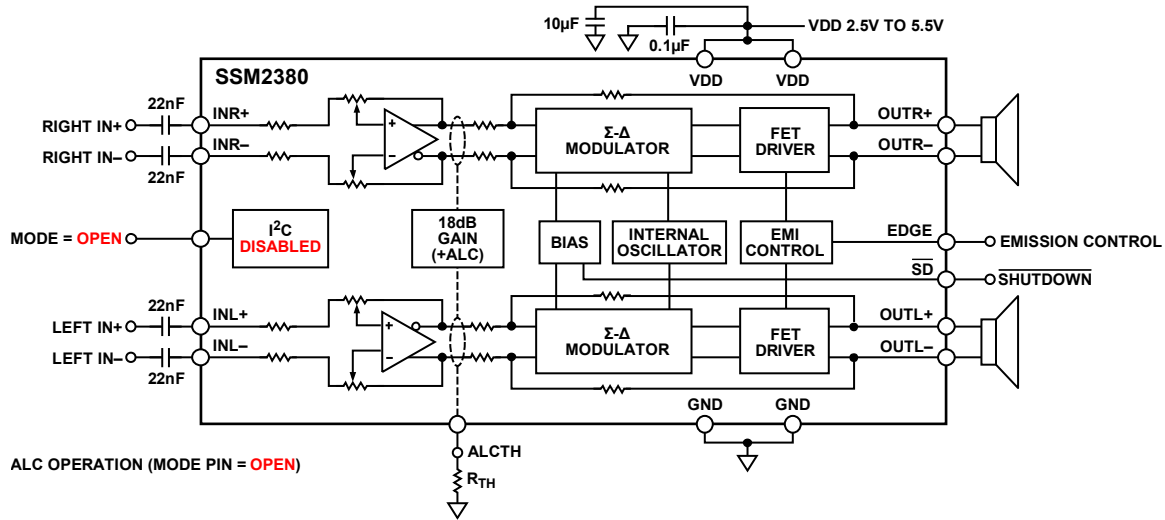 10µF
0.1µF
VDD 2.5V TO 5.5V
SSM2380
VDD
VDD
22nF
RIGHT IN+
INR+
RIGHT IN–
INR–
22nF
Σ-Δ
MODULATOR
FET
DRIVER
OUTR+
OUTR–
MODE = OPEN
I²C
DISABLED
18dB
GAIN
(+ALC)
BIAS
INTERNAL
OSCILLATOR
EMI
CONTROL
EDGE
EMISSION CONTROL
SD
SHUTDOWN
22nF
LEFT IN+
INL+
LEFT IN–
INL–
22nF
Σ-Δ
MODULATOR
FET
DRIVER
OUTL+
OUTL–
GND
GND
ALCTH
RTH
ALC OPERATION (MODE PIN = OPEN)
+
–
+
–